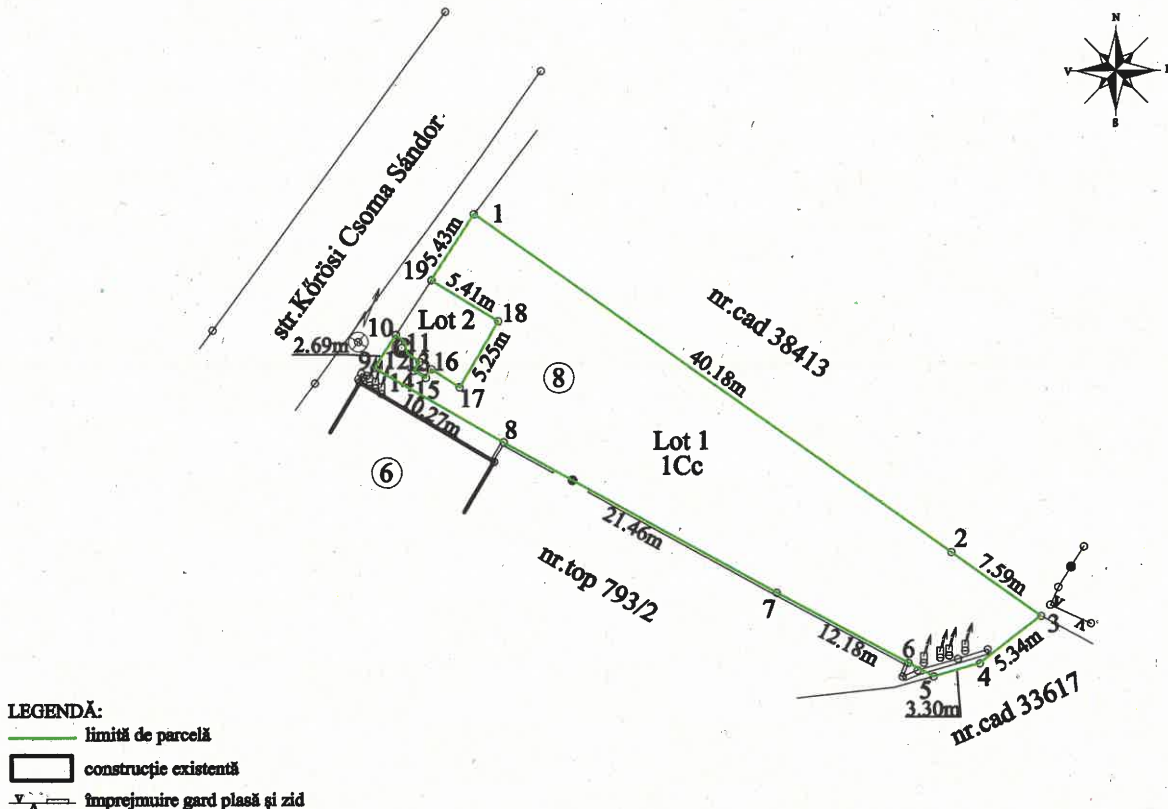 N
V
E
S
str.Kőrösi Csoma Sándor
1
5.43m
19
5.41m
18
nr.cad 38413
10
Lot 2
11
2.69m
9
12
13
16
5.25m
40.18m
14
15
17
8
10.27m
8
Lot 1
1Cc
6
21.46m
2
7.59m
nr.top 793/2
7
3
12.18m
6
5.34m
4
5
3.30m
nr.cad 33617
LEGENDĂ:
limită de parcelă
construcție existentă
împrejmuire gard plasă și zid